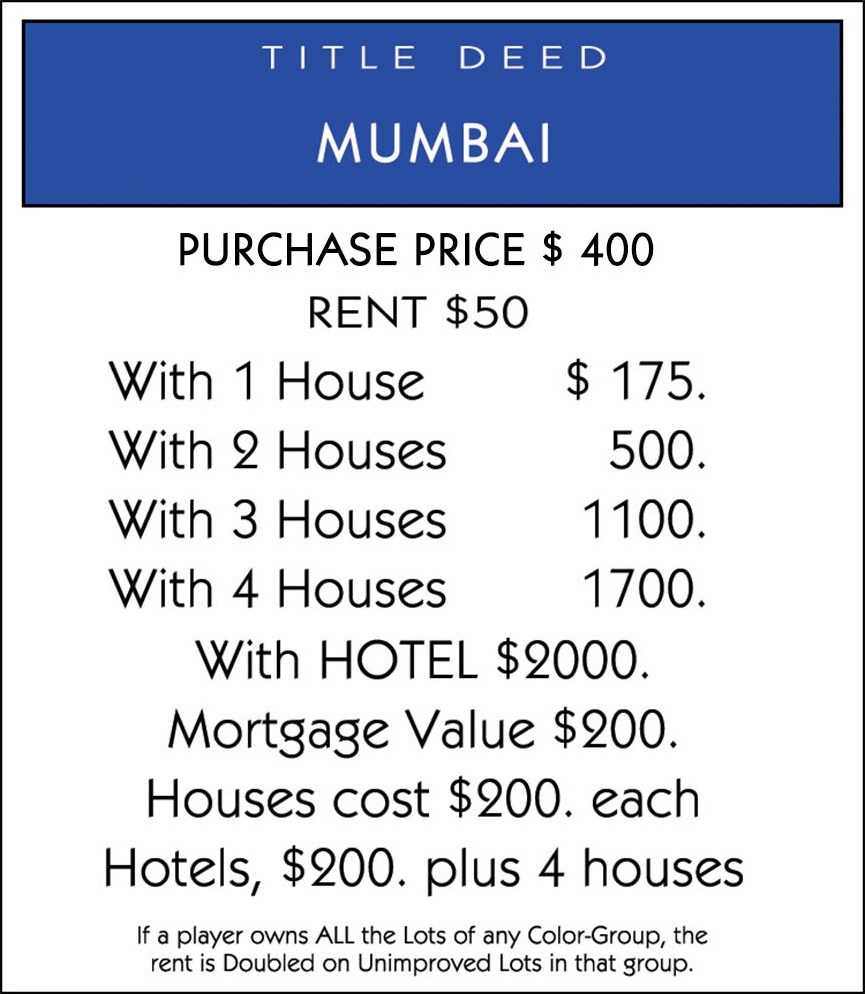 TITLE DEED
MUMBAI
PURCHASE PRICE $ 400
RENT $50
With 1 House $ 175.
With 2 Houses 500.
With 3 Houses 1100.
With 4 Houses 1700.
With HOTEL $2000.
Mortgage Value $200.
Houses cost $200. each
Hotels, $200. plus 4 houses
If a player owns ALL the Lots of any Color-Group, the
rent is Doubled on Unimproved Lots in that group.